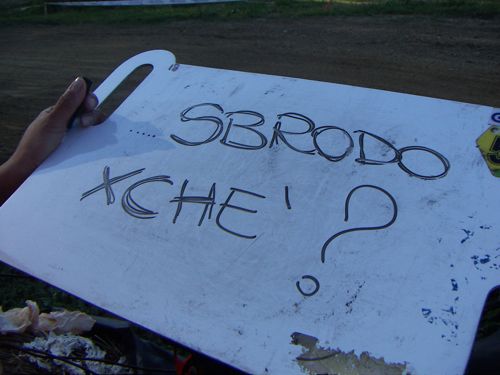 ..... SBRODO
XCHE' ?